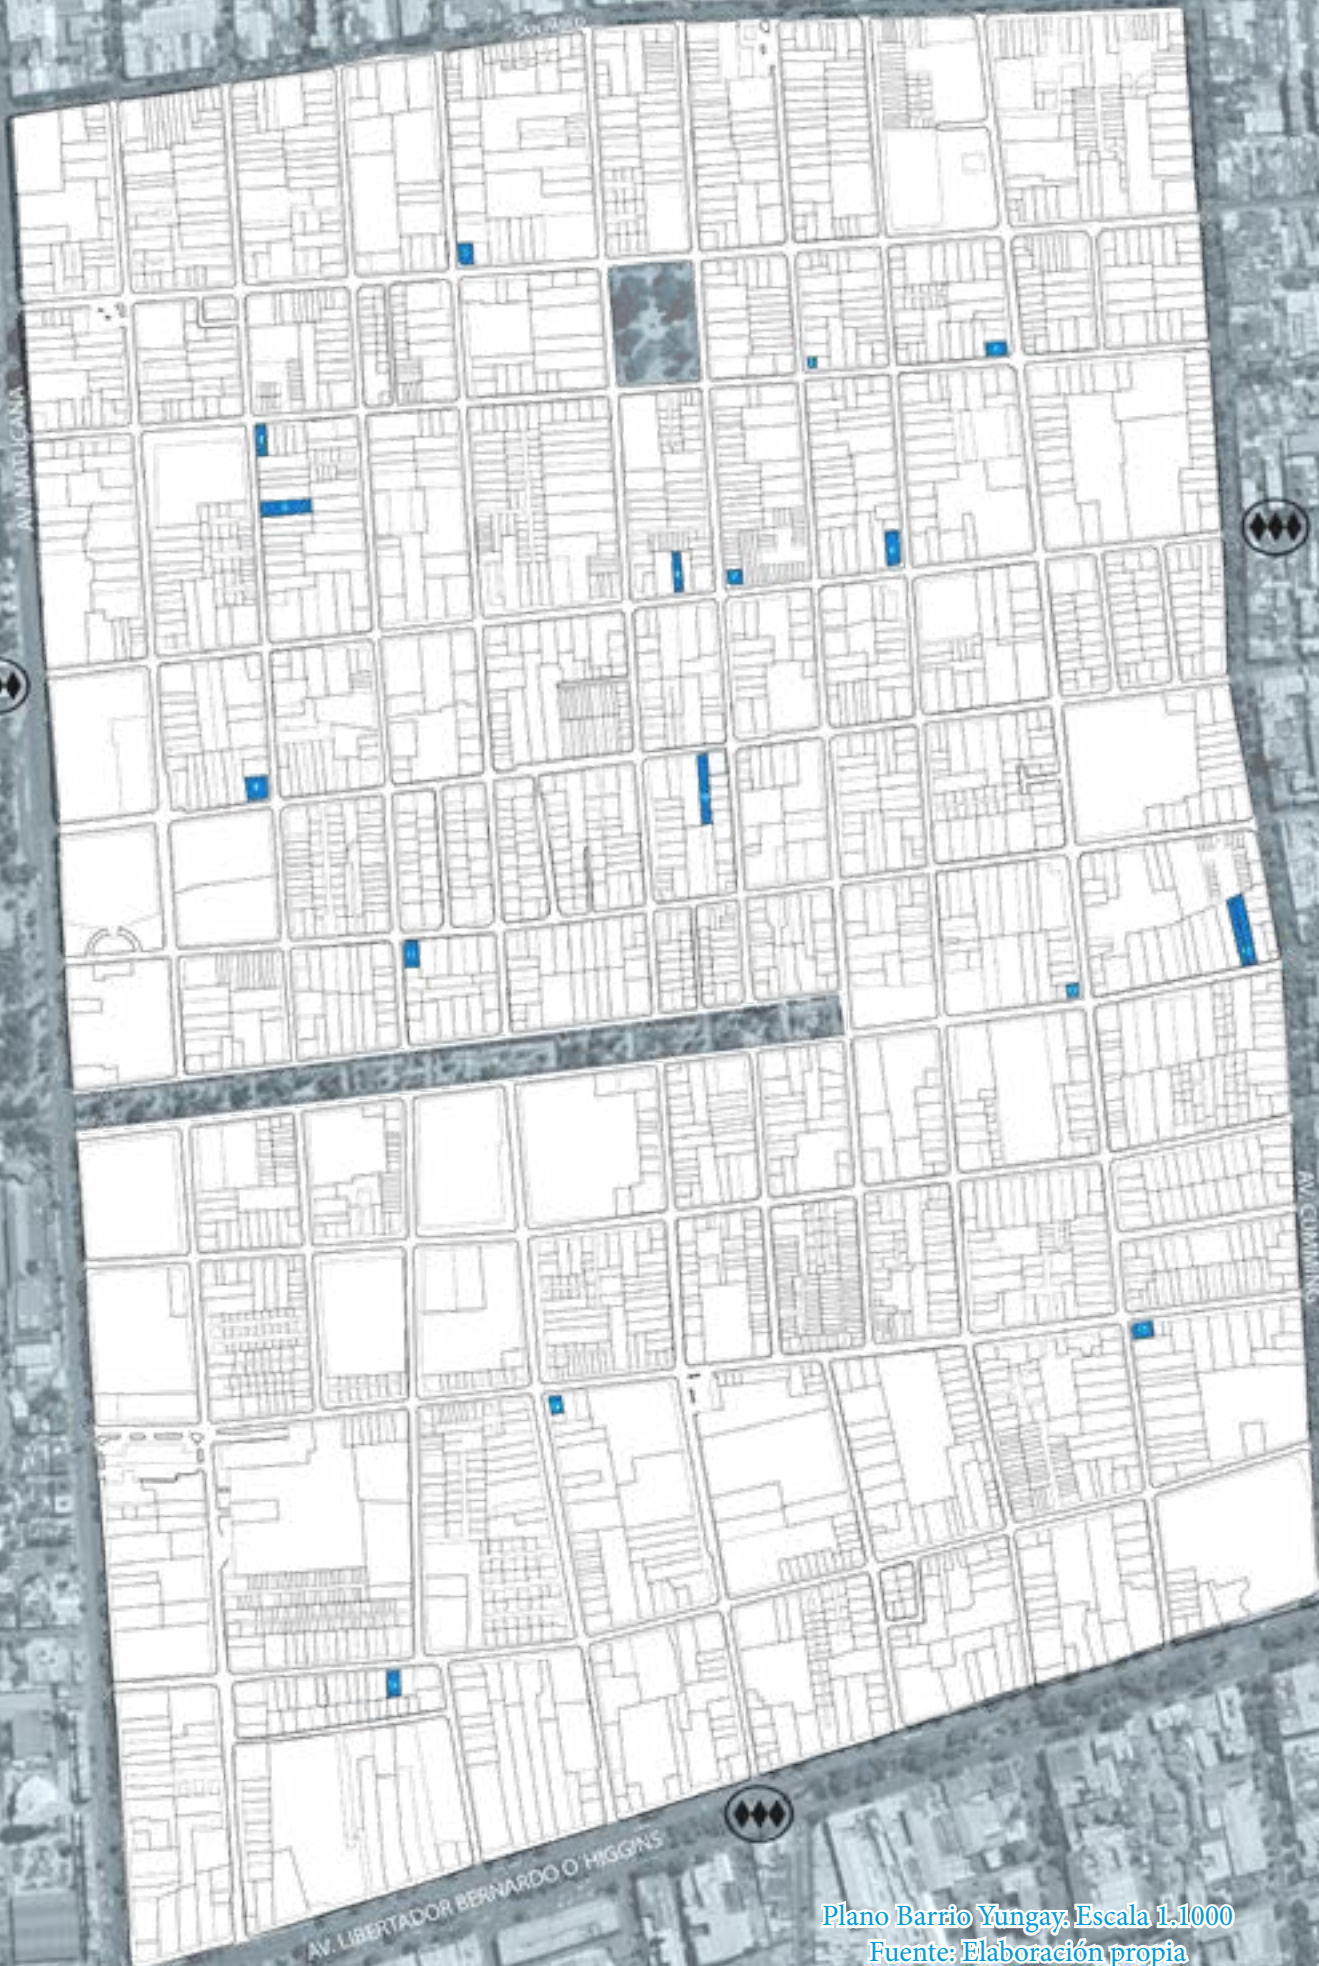 SAN PABLO
AV. MATUCANA
AV. CUMMING
AV. LIBERTADOR BERNARDO O´HIGGINS
Plano Barrio Yungay. Escala 1.1000
Fuente: Elaboración propia